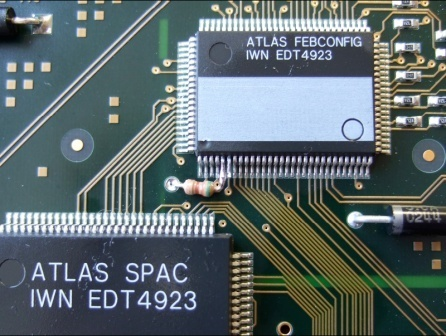 ATLAS FEBCONFIG
IWN EDT4923
ATLAS SPAC
IWN EDT4923